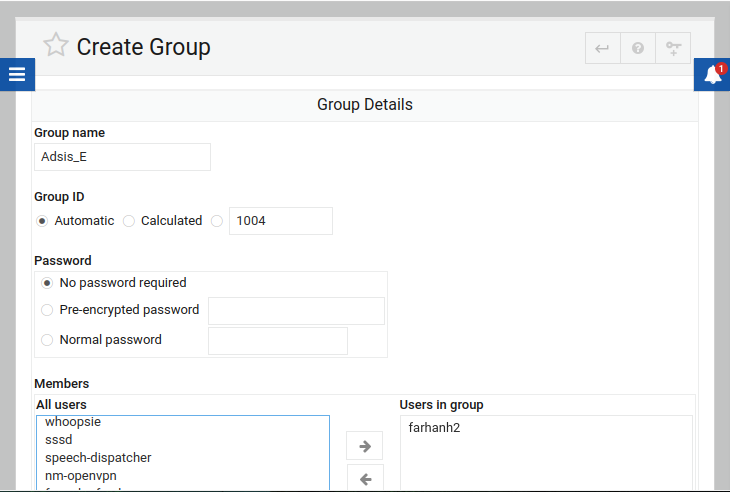 Create Group
1
Group Details
Group name
Adsis_E
Group ID
Automatic Calculated 1004
Password
No password required
Pre-encrypted password
Normal password
Members
All users Users in group
whoopsie farhanh2
sssd
speech-dispatcher
nm-openvpn